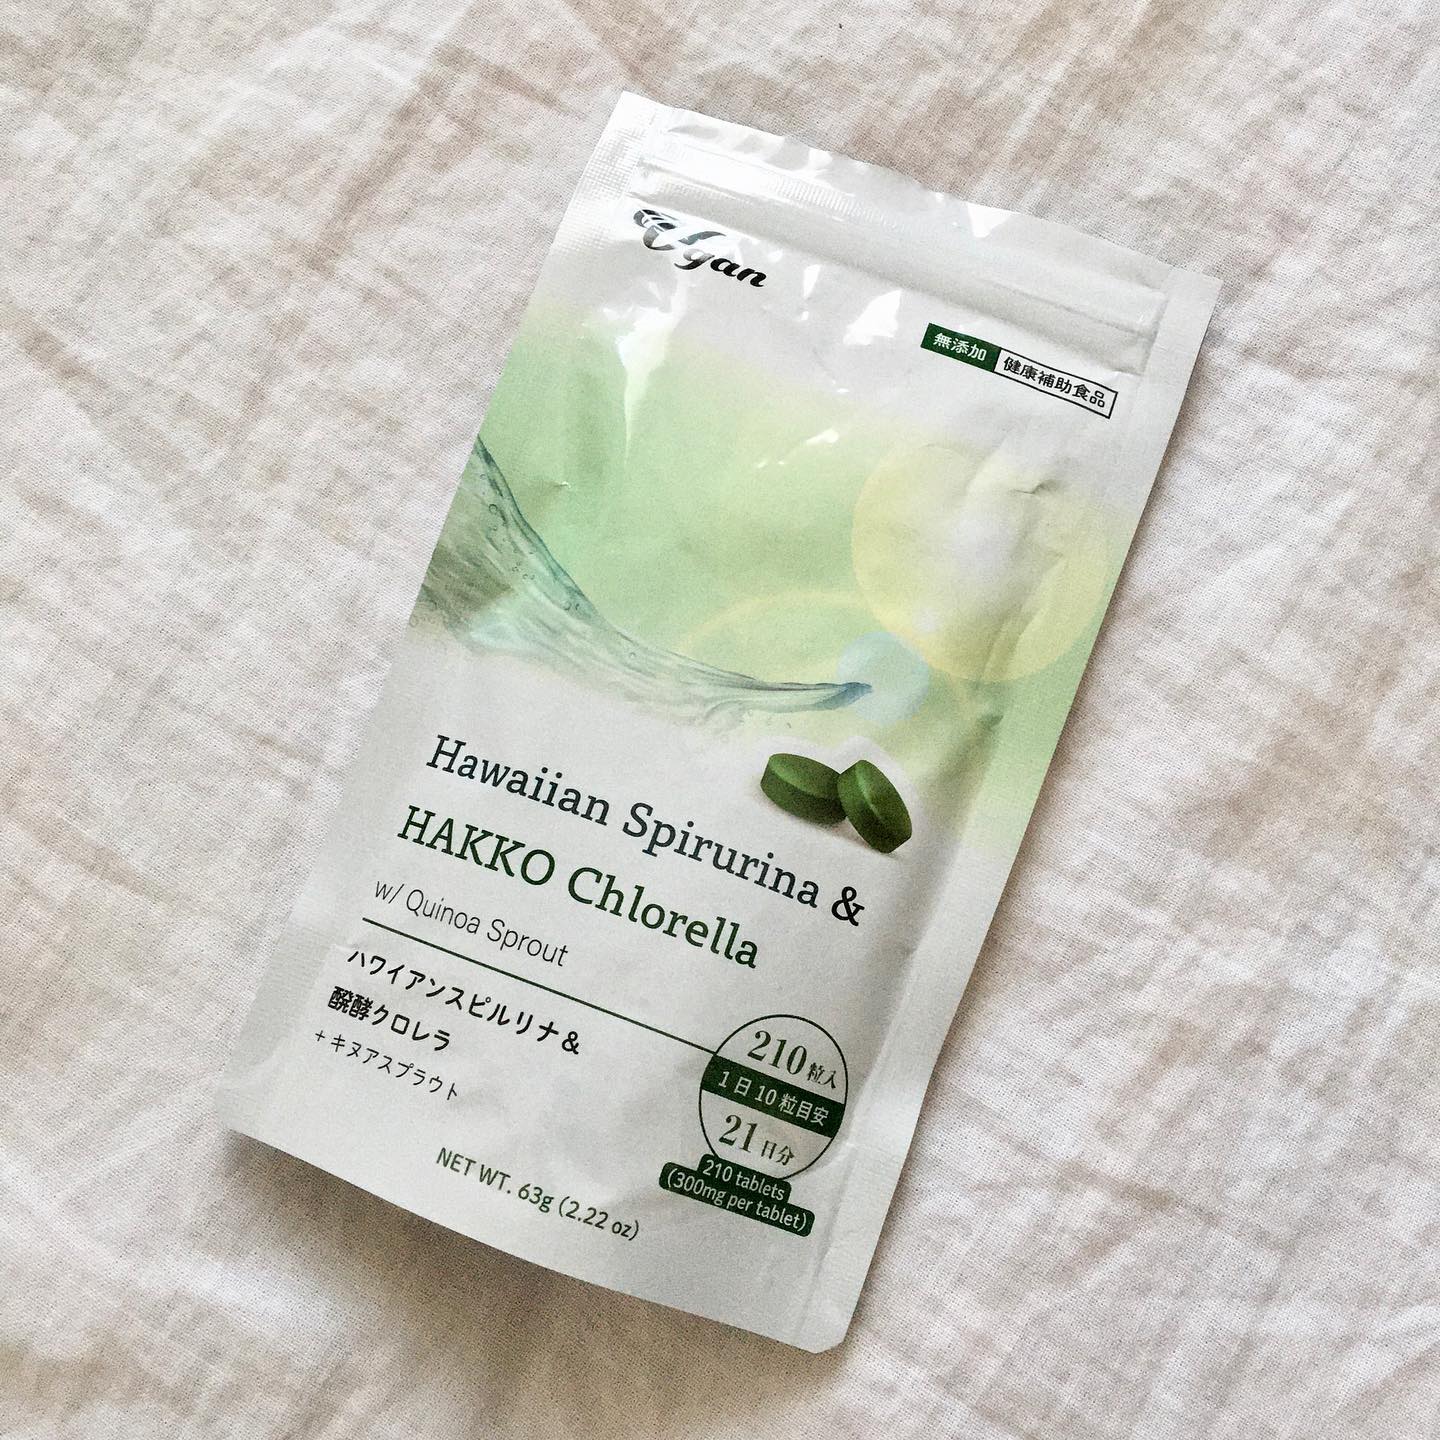 Vgan
無添加 健康補助食品
Hawaiian Spirurina &
HAKKO Chlorella
w/ Quinoa Sprout
ハワイアンスピルリナ&
醗酵クロレラ
+キヌアスプラウト
210粒入
1日10粒目安
21日分
210 tablets
(300mg per tablet)
NET WT. 63g (2.22 oz)